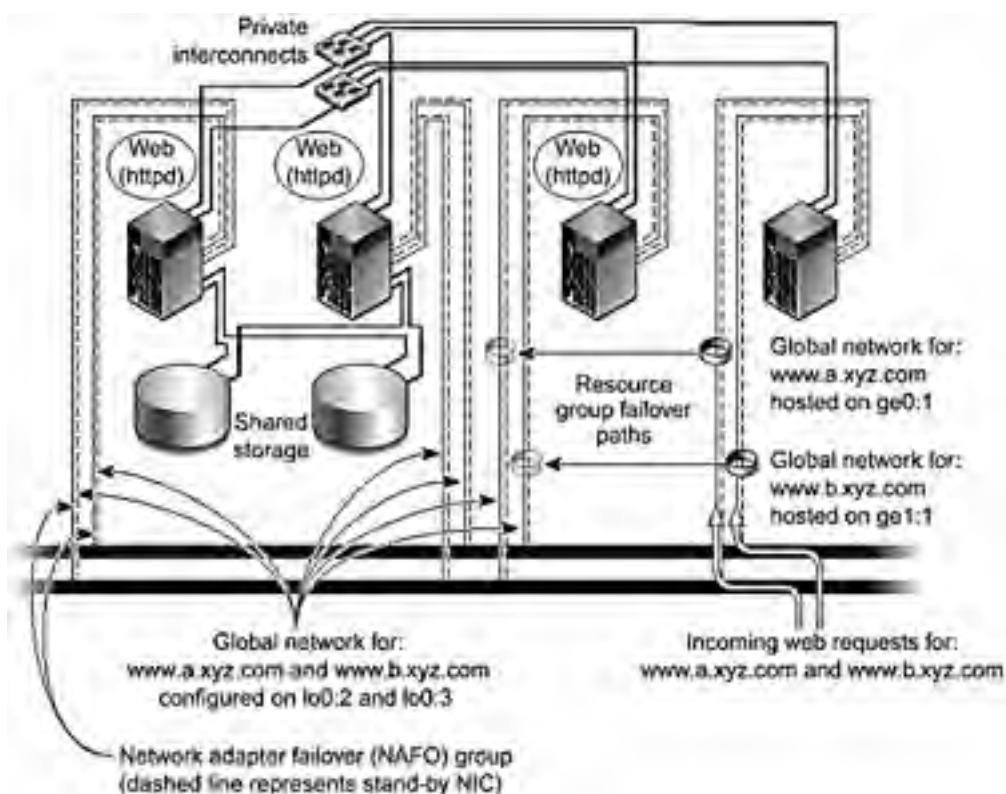 Private
interconnects
Web
(httpd)
Web
(httpd)
Web
(httpd)
Shared
storage
Resource
group failover
paths
Global network for:
www.a.xyz.com
hosted on ge0:1
Global network for:
www.b.xyz.com
hosted on ge1:1
Global network for:
www.a.xyz.com and www.b.xyz.com
configured on lo0:2 and lo0:3
Incoming web requests for:
www.a.xyz.com and www.b.xyz.com
Network adapter failover (NAFO) group
(dashed line represents stand-by NIC)